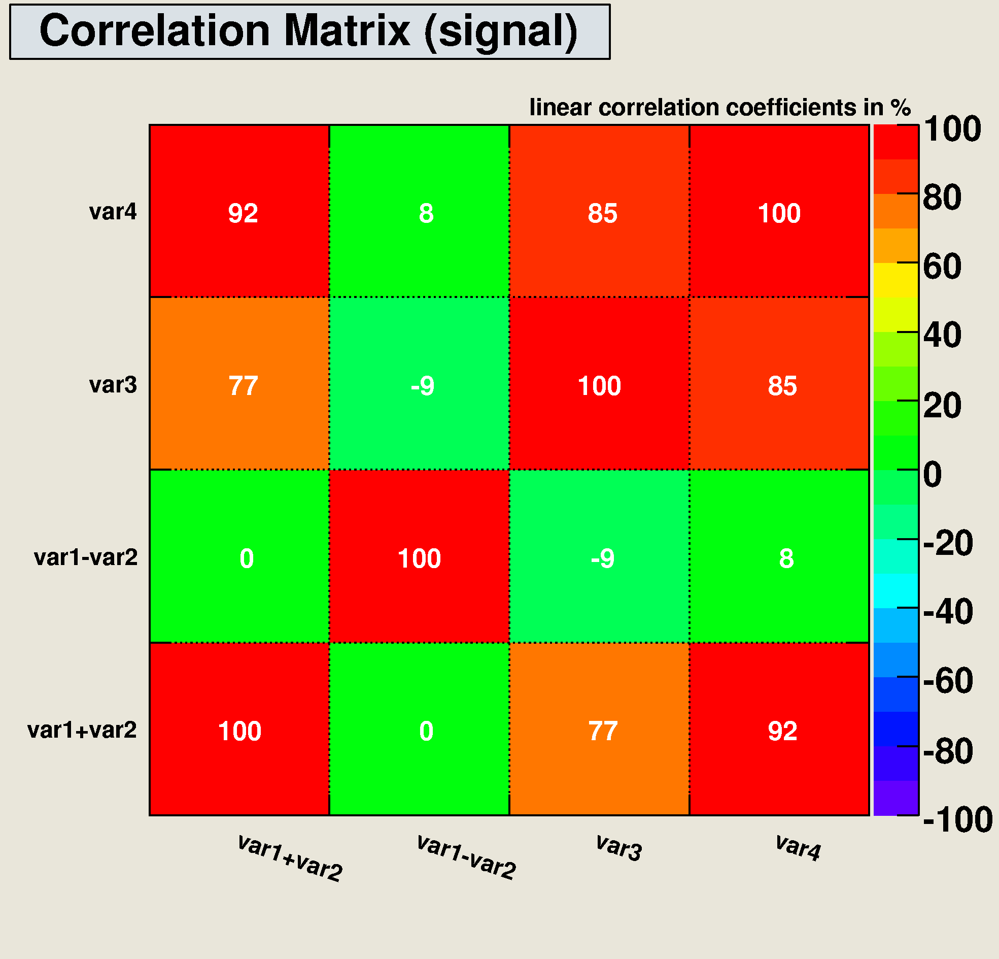 Correlation Matrix (signal)
linear correlation coefficients in %
100
var4 92 8 85 100
80
60
var3 77 -9 100 85
40
20
0
var1-var2 0 100 -9 8
-20
-40
-60
var1+var2 100 0 77 92
-80
-100
var1+var2 var1-var2 var3 var4